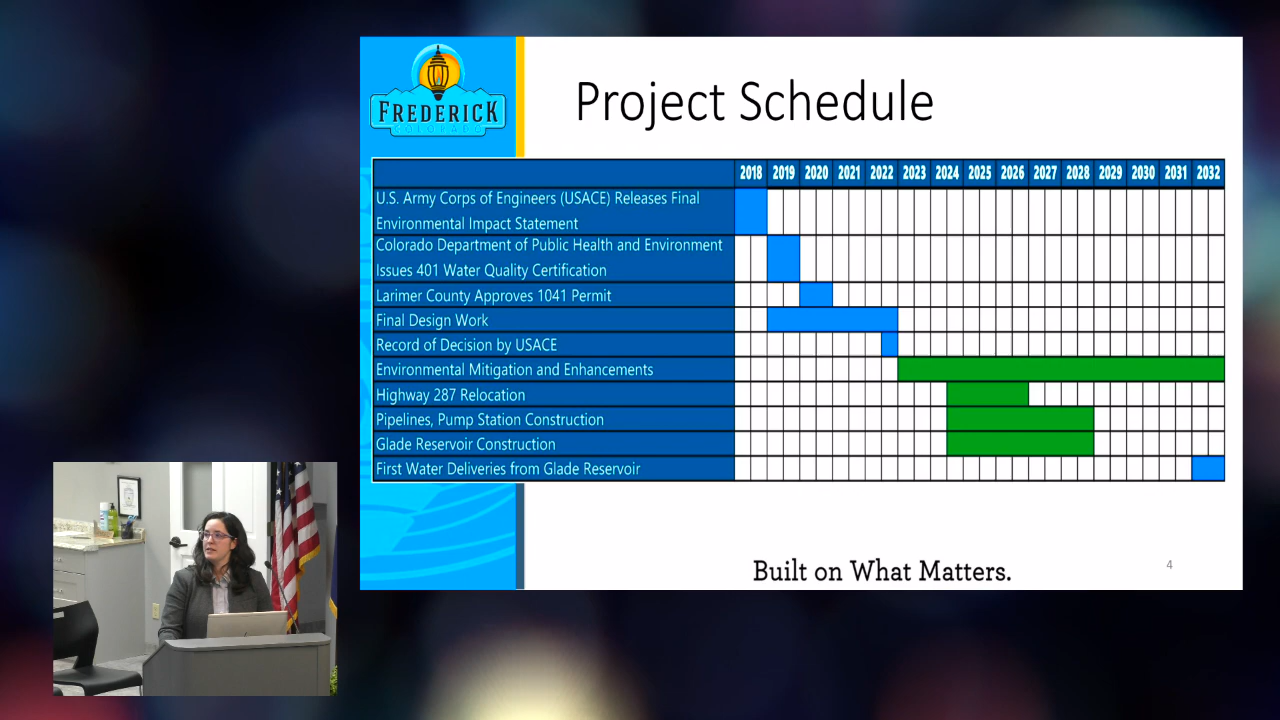 FREDERICK
COLORADO
Project Schedule
2018 2019 2020 2021 2022 2023 2024 2025 2026 2027 2028 2029 2030 2031 2032
U.S. Army Corps of Engineers (USACE) Releases Final
Environmental Impact Statement
Colorado Department of Public Health and Environment
Issues 401 Water Quality Certification
Larimer County Approves 1041 Permit
Final Design Work
Record of Decision by USACE
Environmental Mitigation and Enhancements
Highway 287 Relocation
Pipelines, Pump Station Construction
Glade Reservoir Construction
First Water Deliveries from Glade Reservoir
Built on What Matters.
4